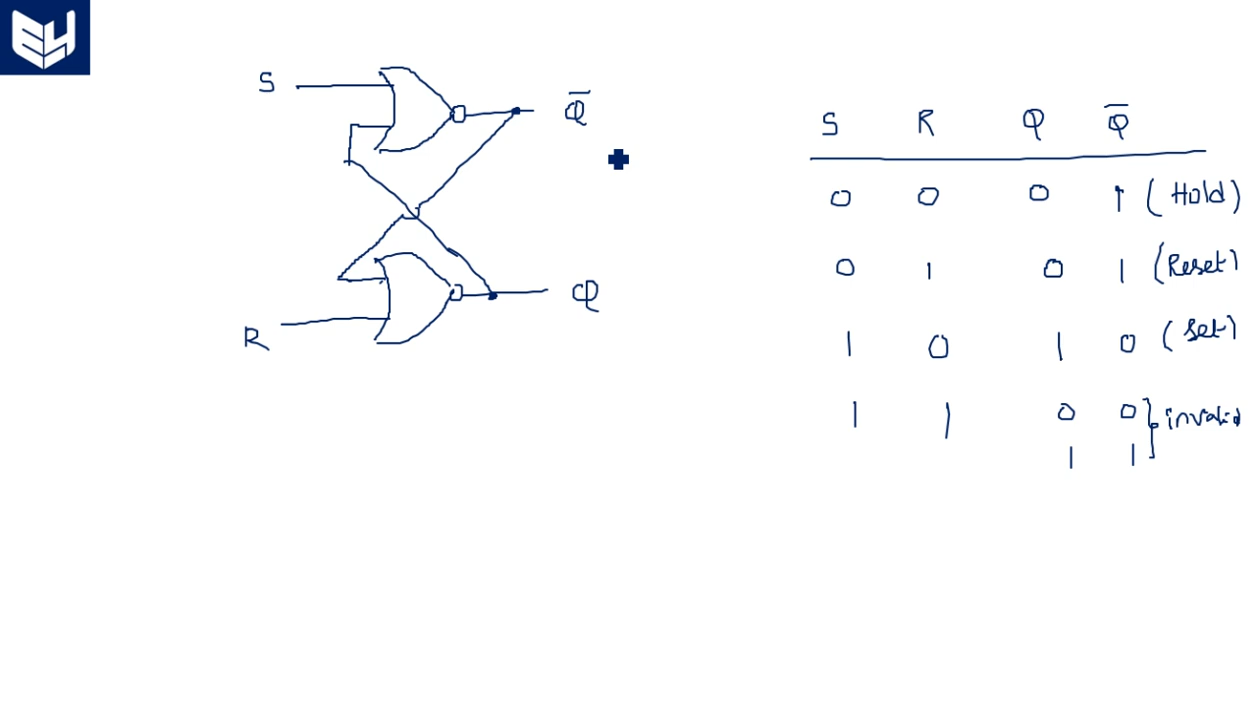 EH
S
Q̅
Q
R
S R Q Q̅
0 0 0 1 (Hold)
0 1 0 1 (Reset)
1 0 1 0 (Set)
1 1 0 0 } invalid
1 1